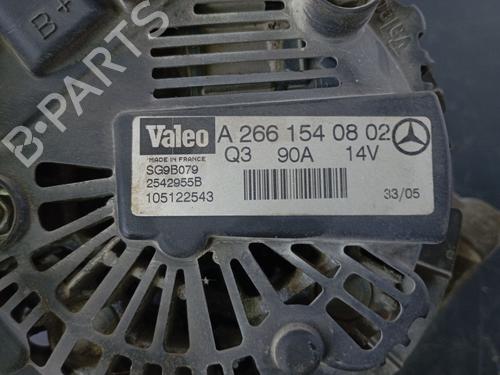 B+
B-PARTS
Valeo A 266 154 08 02
MADE IN FRANCE Q3 90A 14V
SG9B079
2542955B
105122543 33/05